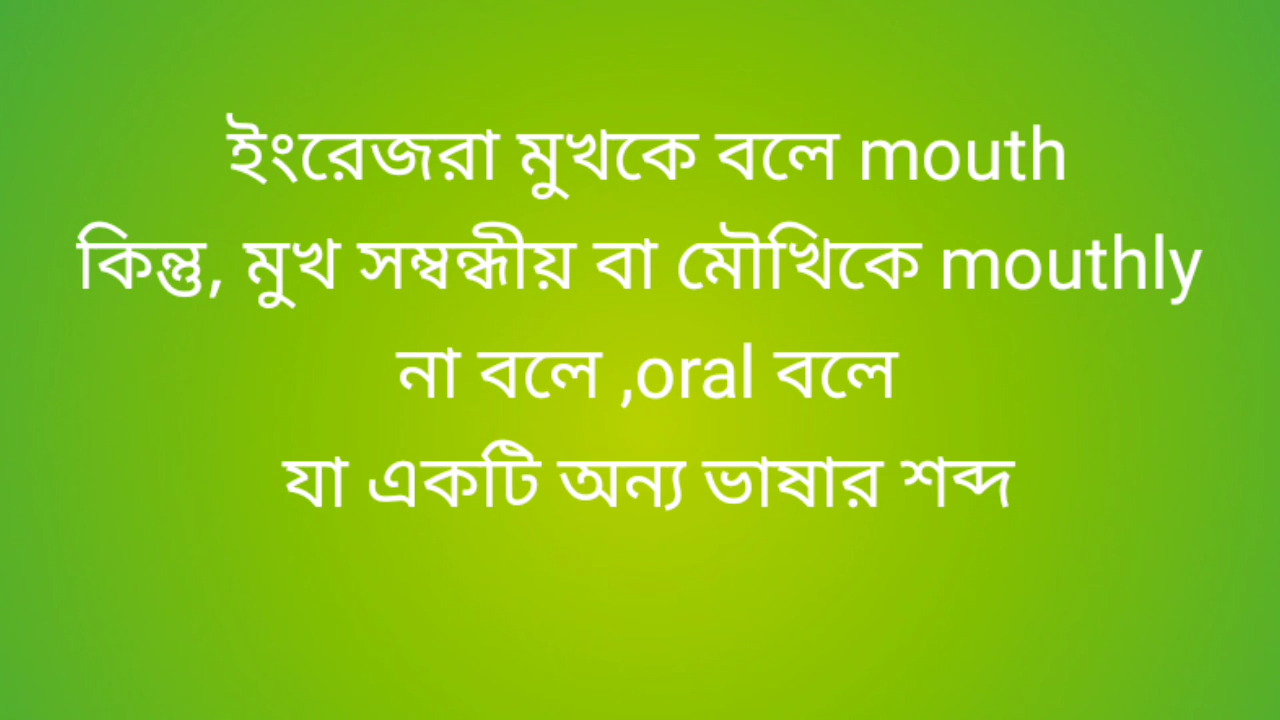 ইংরেজরা মুখকে বলে mouth
কিন্তু, মুখ সম্বন্ধীয় বা মৌখিকে mouthly
না বলে ,oral বলে
যা একটি অন্য ভাষার শব্দ